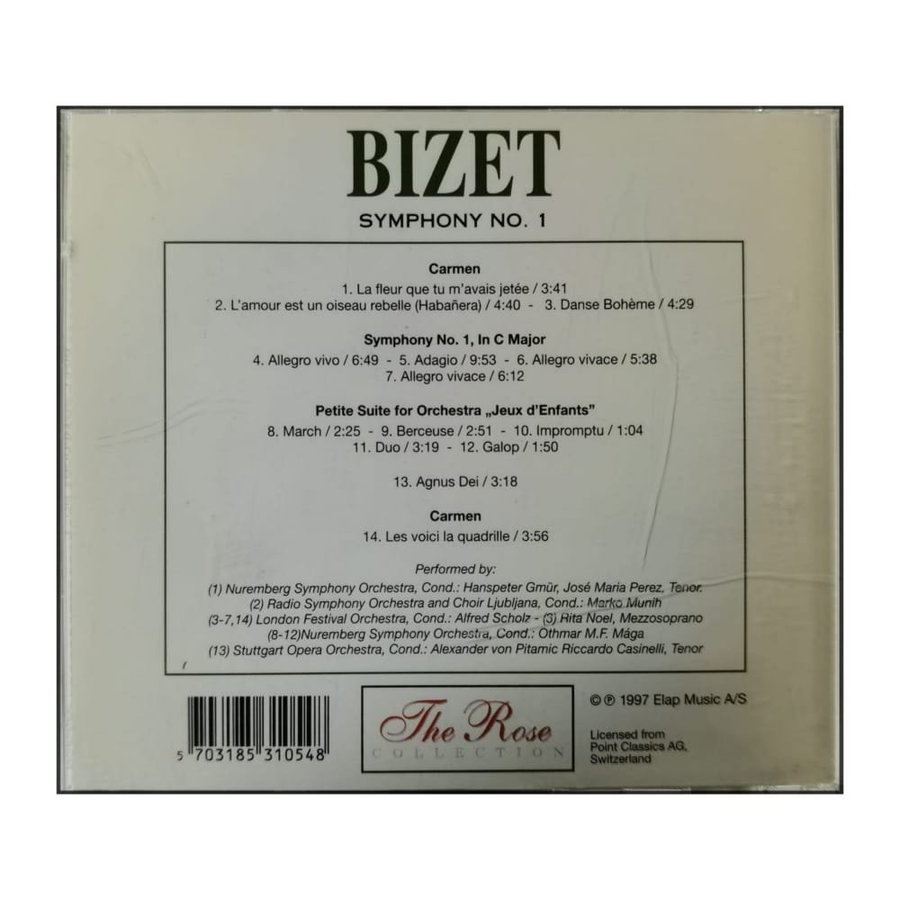 BIZET
SYMPHONY NO. 1
Carmen
1. La fleur que tu m'avais jetée / 3:41
2. L'amour est un oiseau rebelle (Habañera) / 4:40 - 3. Danse Bohème / 4:29
Symphony No. 1, In C Major
4. Allegro vivo / 6:49 - 5. Adagio / 9:53 - 6. Allegro vivace / 5:38
7. Allegro vivace / 6:12
Petite Suite for Orchestra „Jeux d'Enfants”
8. March / 2:25 - 9. Berceuse / 2:51 - 10. Impromptu / 1:04
11. Duo / 3:19 - 12. Galop / 1:50
13. Agnus Dei / 3:18
Carmen
14. Les voici la quadrille / 3:56
Performed by:
(1) Nuremberg Symphony Orchestra, Cond.: Hanspeter Gmür, José Maria Perez, Tenor.
(2) Radio Symphony Orchestra and Choir Ljubljana, Cond.: Marko Munih
(3-7,14) London Festival Orchestra, Cond.: Alfred Scholz - (3) Rita Noel, Mezzosoprano
(8-12)Nuremberg Symphony Orchestra, Cond.: Othmar M.F. Mága
(13) Stuttgart Opera Orchestra, Cond.: Alexander von Pitamic Riccardo Casinelli, Tenor
5 703185 310548
The Rose
COLLECTION
© ℗ 1997 Elap Music A/S
Licensed from
Point Classics AG,
Switzerland